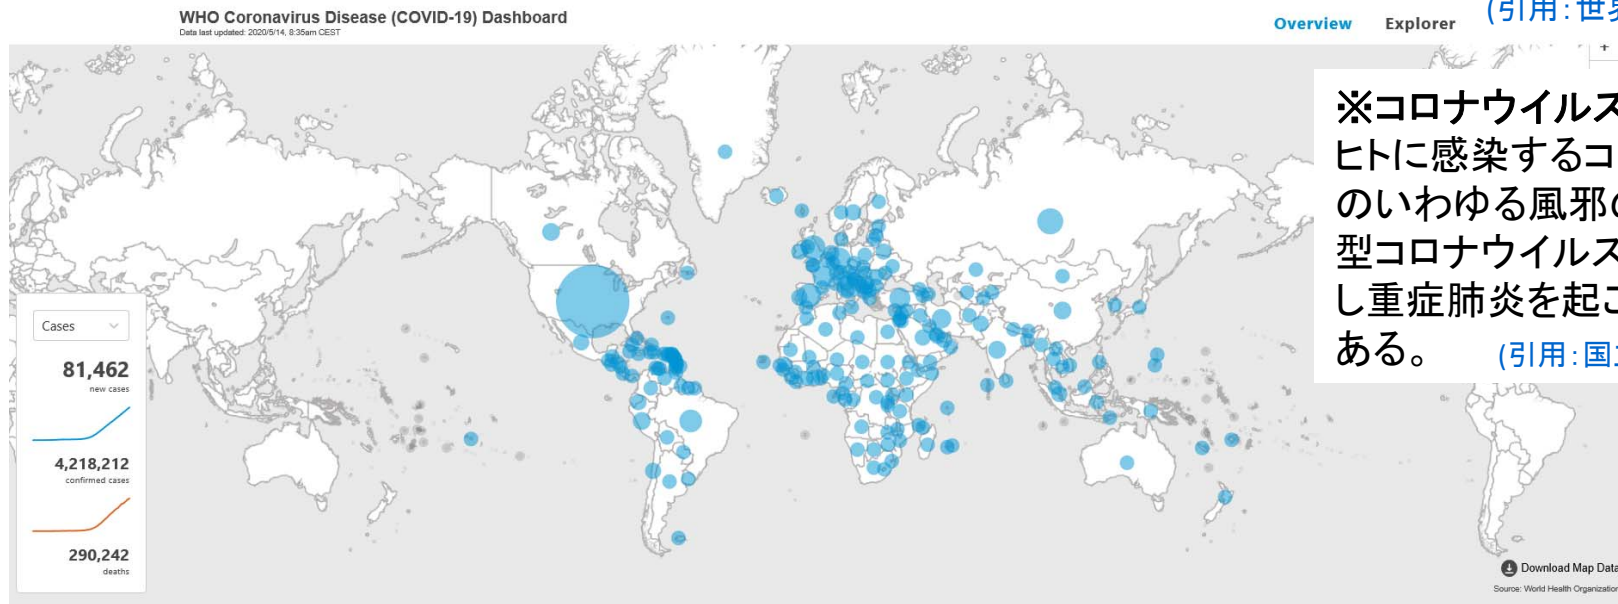 WHO Coronavirus Disease (COVID-19) Dashboard
Data last updated: 2020/5/14, 8:35am CEST
Overview
Explorer
(引用:世界
※コロナウイルス
ヒトに感染するコ
のいわゆる風邪の
型コロナウイルス
し重症肺炎を起こ
ある。
(引用:国立
Cases
81,462
new cases
4,218,212
confirmed cases
290,242
deaths
Download Map Data
Source: World Health Organization